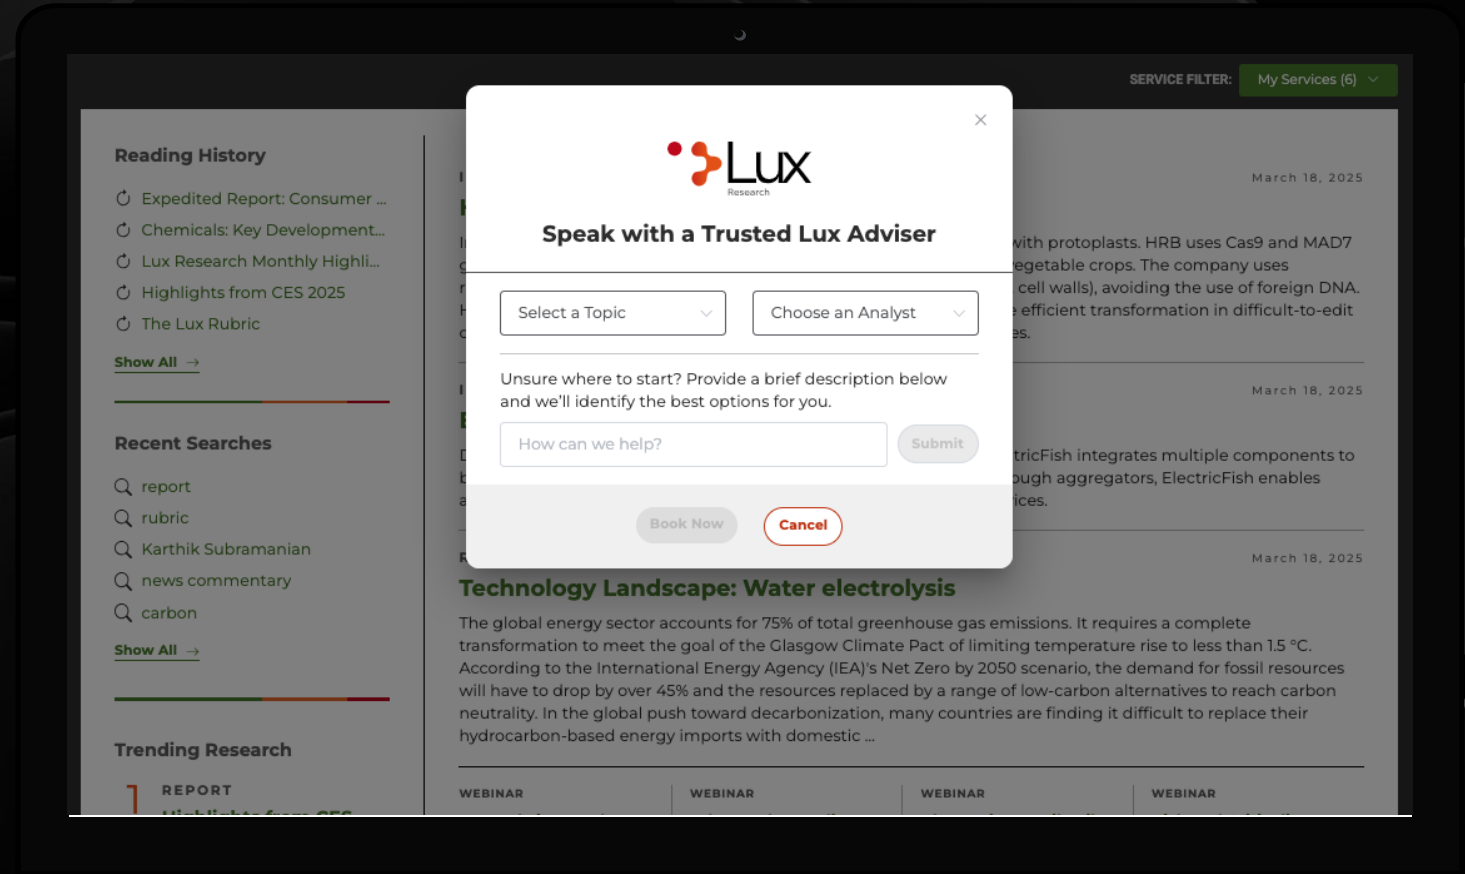 SERVICE FILTER:
My Services (6)
Lux
Research
Speak with a Trusted Lux Adviser
Select a Topic
Choose an Analyst
Unsure where to start? Provide a brief description below
and we'll identify the best options for you.
How can we help?
Submit
Book Now
Cancel
Reading History
Expedited Report: Consumer ...
Chemicals: Key Development...
Lux Research Monthly Highli...
Highlights from CES 2025
The Lux Rubric
Show All
Recent Searches
report
rubric
Karthik Subramanian
news commentary
carbon
Show All
Trending Research
1
REPORT
Highlights from CES
March 18, 2025
with protoplasts. HRB uses Cas9 and MAD7
vegetable crops. The company uses
cell walls), avoiding the use of foreign DNA.
efficient transformation in difficult-to-edit
March 18, 2025
ElectricFish integrates multiple components to
through aggregators, ElectricFish enables
March 18, 2025
Technology Landscape: Water electrolysis
The global energy sector accounts for 75% of total greenhouse gas emissions. It requires a complete
transformation to meet the goal of the Glasgow Climate Pact of limiting temperature rise to less than 1.5 °C.
According to the International Energy Agency (IEA)'s Net Zero by 2050 scenario, the demand for fossil resources
will have to drop by over 45% and the resources replaced by a range of low-carbon alternatives to reach carbon
neutrality. In the global push toward decarbonization, many countries are finding it difficult to replace their
hydrocarbon-based energy imports with domestic ...
WEBINAR
WEBINAR
WEBINAR
WEBINAR